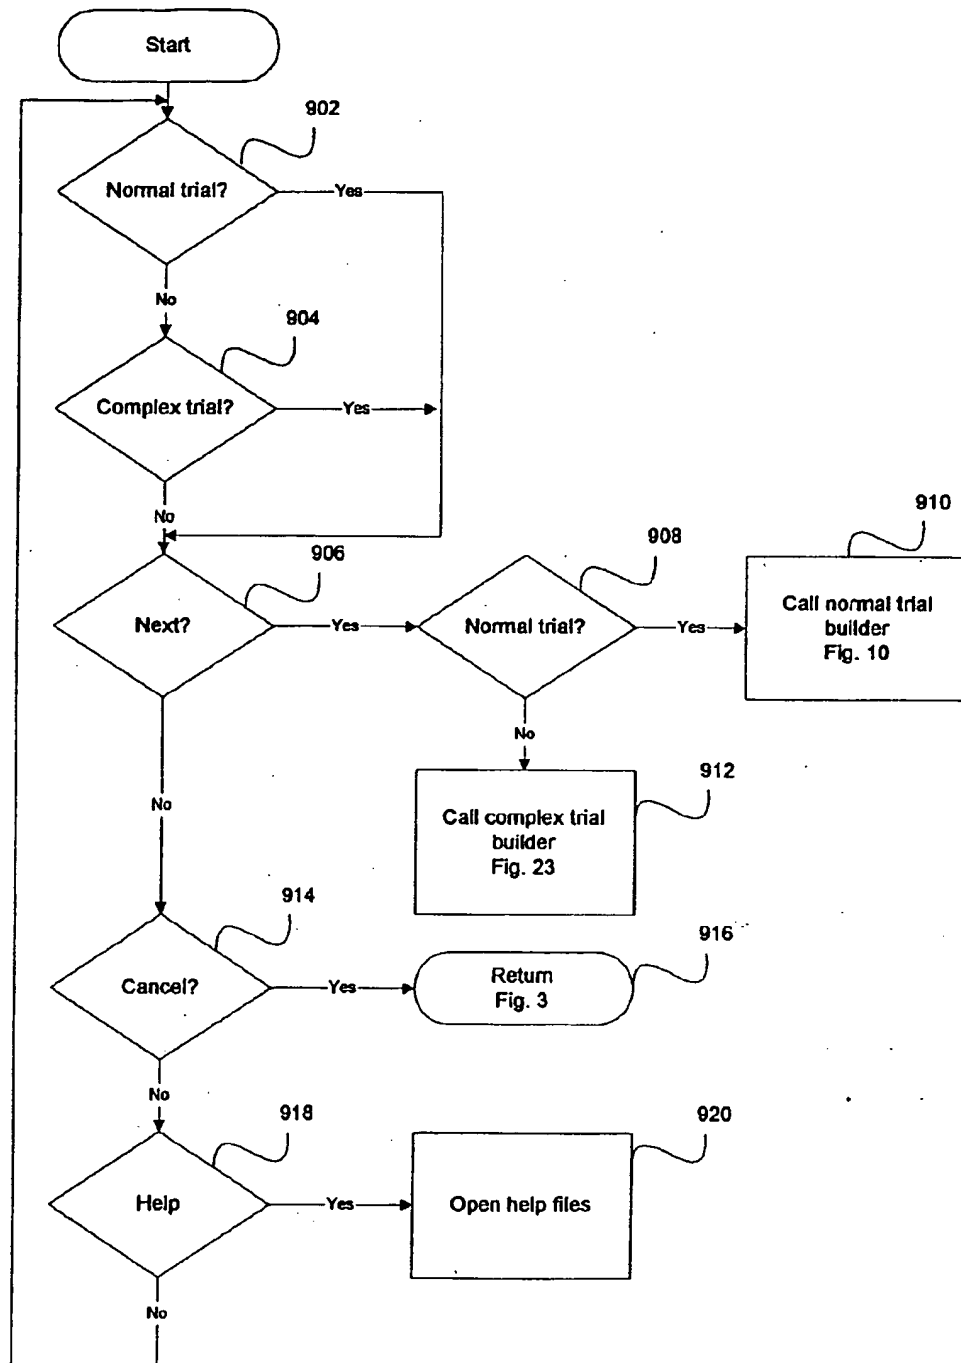 Start
902
Normal trial?
Yes
No
904
Complex trial?
Yes
No
906
Next?
Yes
908
Normal trial?
Yes
910
Call normal trial
builder
Fig. 10
No
912
Call complex trial
builder
Fig. 23
No
914
Cancel?
Yes
916
Return
Fig. 3
No
918
Help
Yes
920
Open help files
No